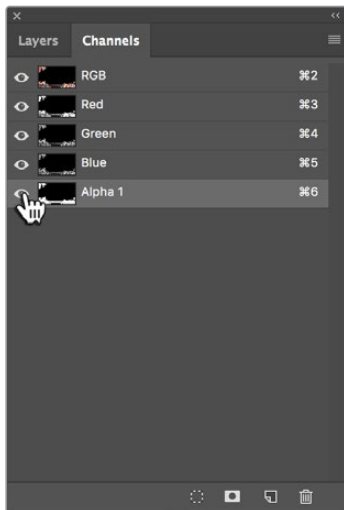 Layers Channels
RGB ⌘2
Red ⌘3
Green ⌘4
Blue ⌘5
Alpha 1 ⌘6